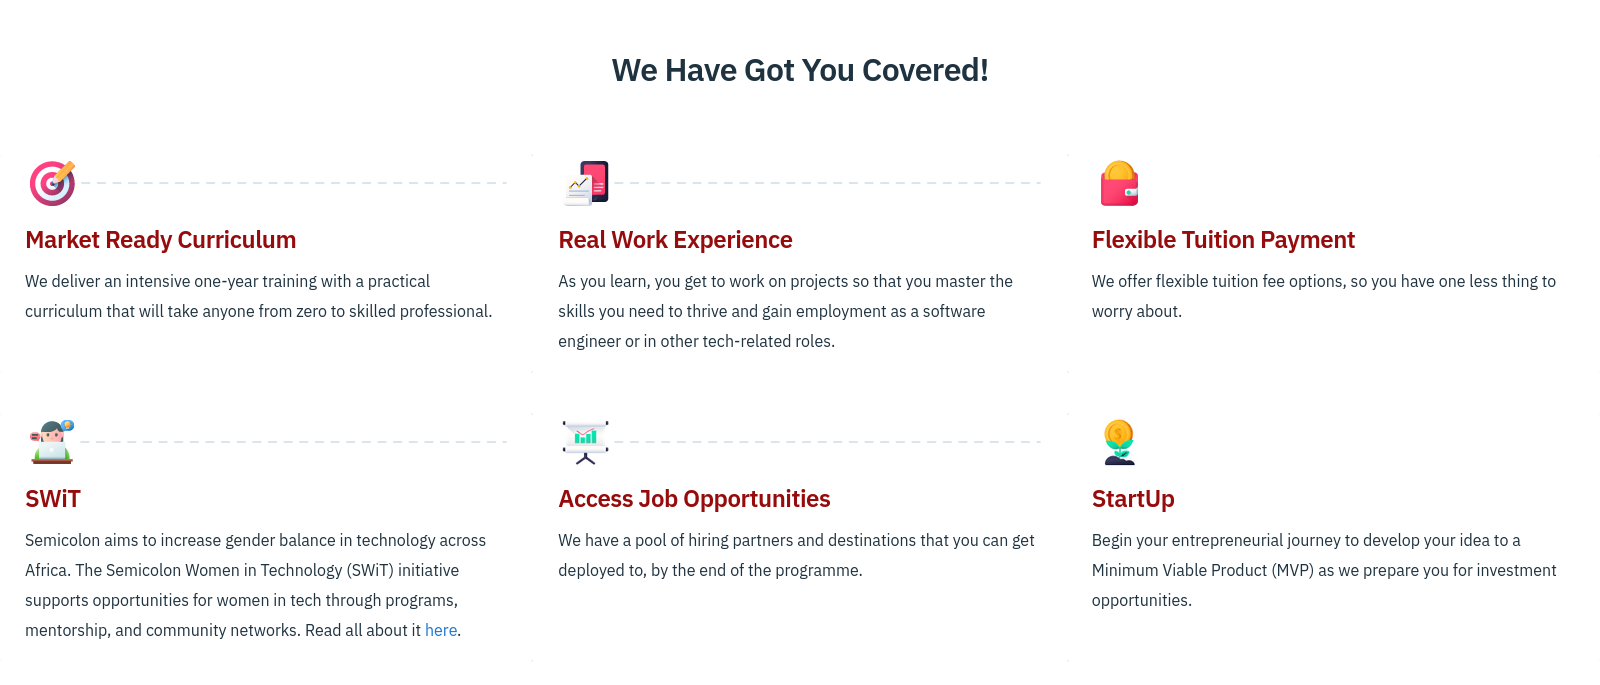 We Have Got You Covered!
Market Ready Curriculum
We deliver an intensive one-year training with a practical
curriculum that will take anyone from zero to skilled professional.
Real Work Experience
As you learn, you get to work on projects so that you master the
skills you need to thrive and gain employment as a software
engineer or in other tech-related roles.
Flexible Tuition Payment
We offer flexible tuition fee options, so you have one less thing to
worry about.
SWiT
Semicolon aims to increase gender balance in technology across
Africa. The Semicolon Women in Technology (SWiT) initiative
supports opportunities for women in tech through programs,
mentorship, and community networks. Read all about it here.
Access Job Opportunities
We have a pool of hiring partners and destinations that you can get
deployed to, by the end of the programme.
StartUp
Begin your entrepreneurial journey to develop your idea to a
Minimum Viable Product (MVP) as we prepare you for investment
opportunities.